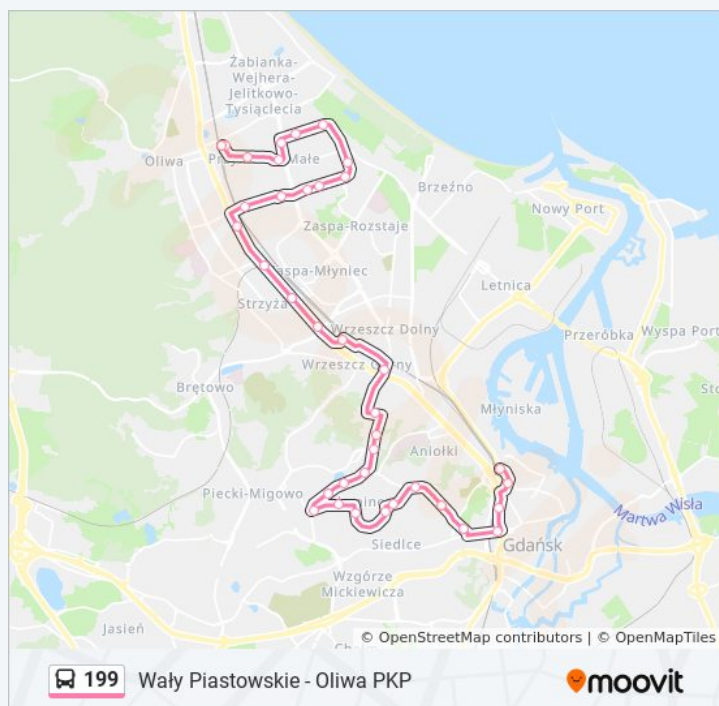 Żabianka-
Wejhera-
Jelitkowo-
Tysiąclecia
Oliwa
Małe
Brzeźno
Nowy Port
Zaspa-Rozstaje
Zaspa-Młyniec
Letnica
Strzyża
Wrzeszcz Dolny
Przeróbka
Wyspa Port
Wrzeszcz Górny
Brętowo
Młyniska
Aniołki
Piecki-Migowo
Martwa Wisła
Siedlce
Gdańsk
Wzgórze
Mickiewicza
Jasień
© OpenStreetMap contributors | © OpenMapTiles
199 Wały Piastowskie - Oliwa PKP
moovit